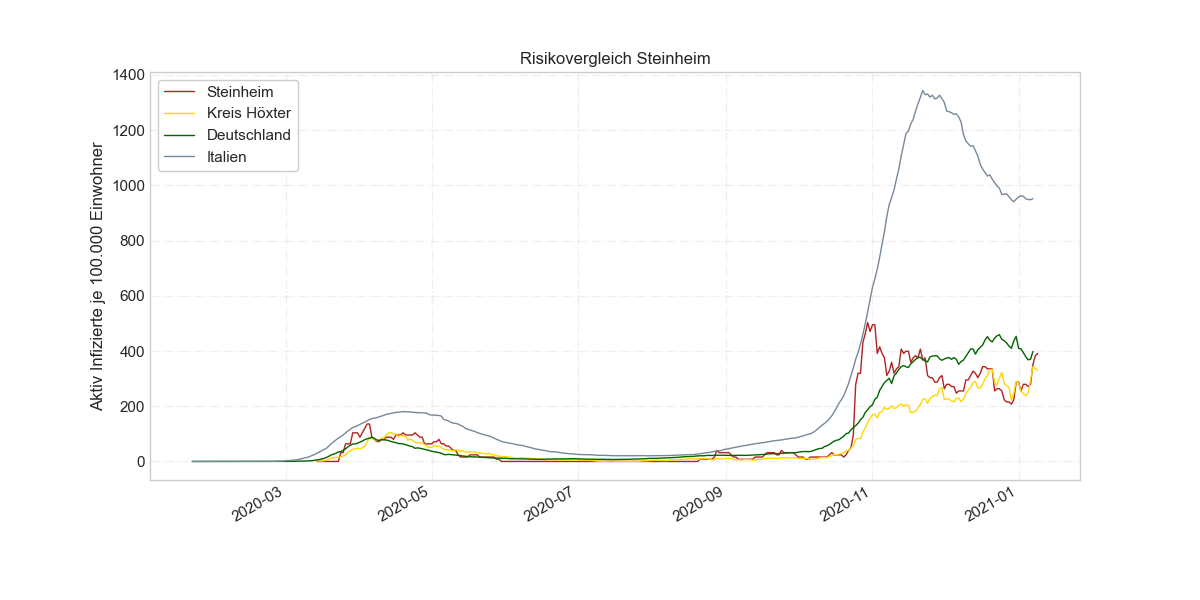 Risikovergleich Steinheim
Steinheim
Kreis Höxter
Deutschland
Italien
Aktiv Infizierte je 100.000 Einwohner
1400
1200
1000
800
600
400
200
0
2020-03
2020-05
2020-07
2020-09
2020-11
2021-01